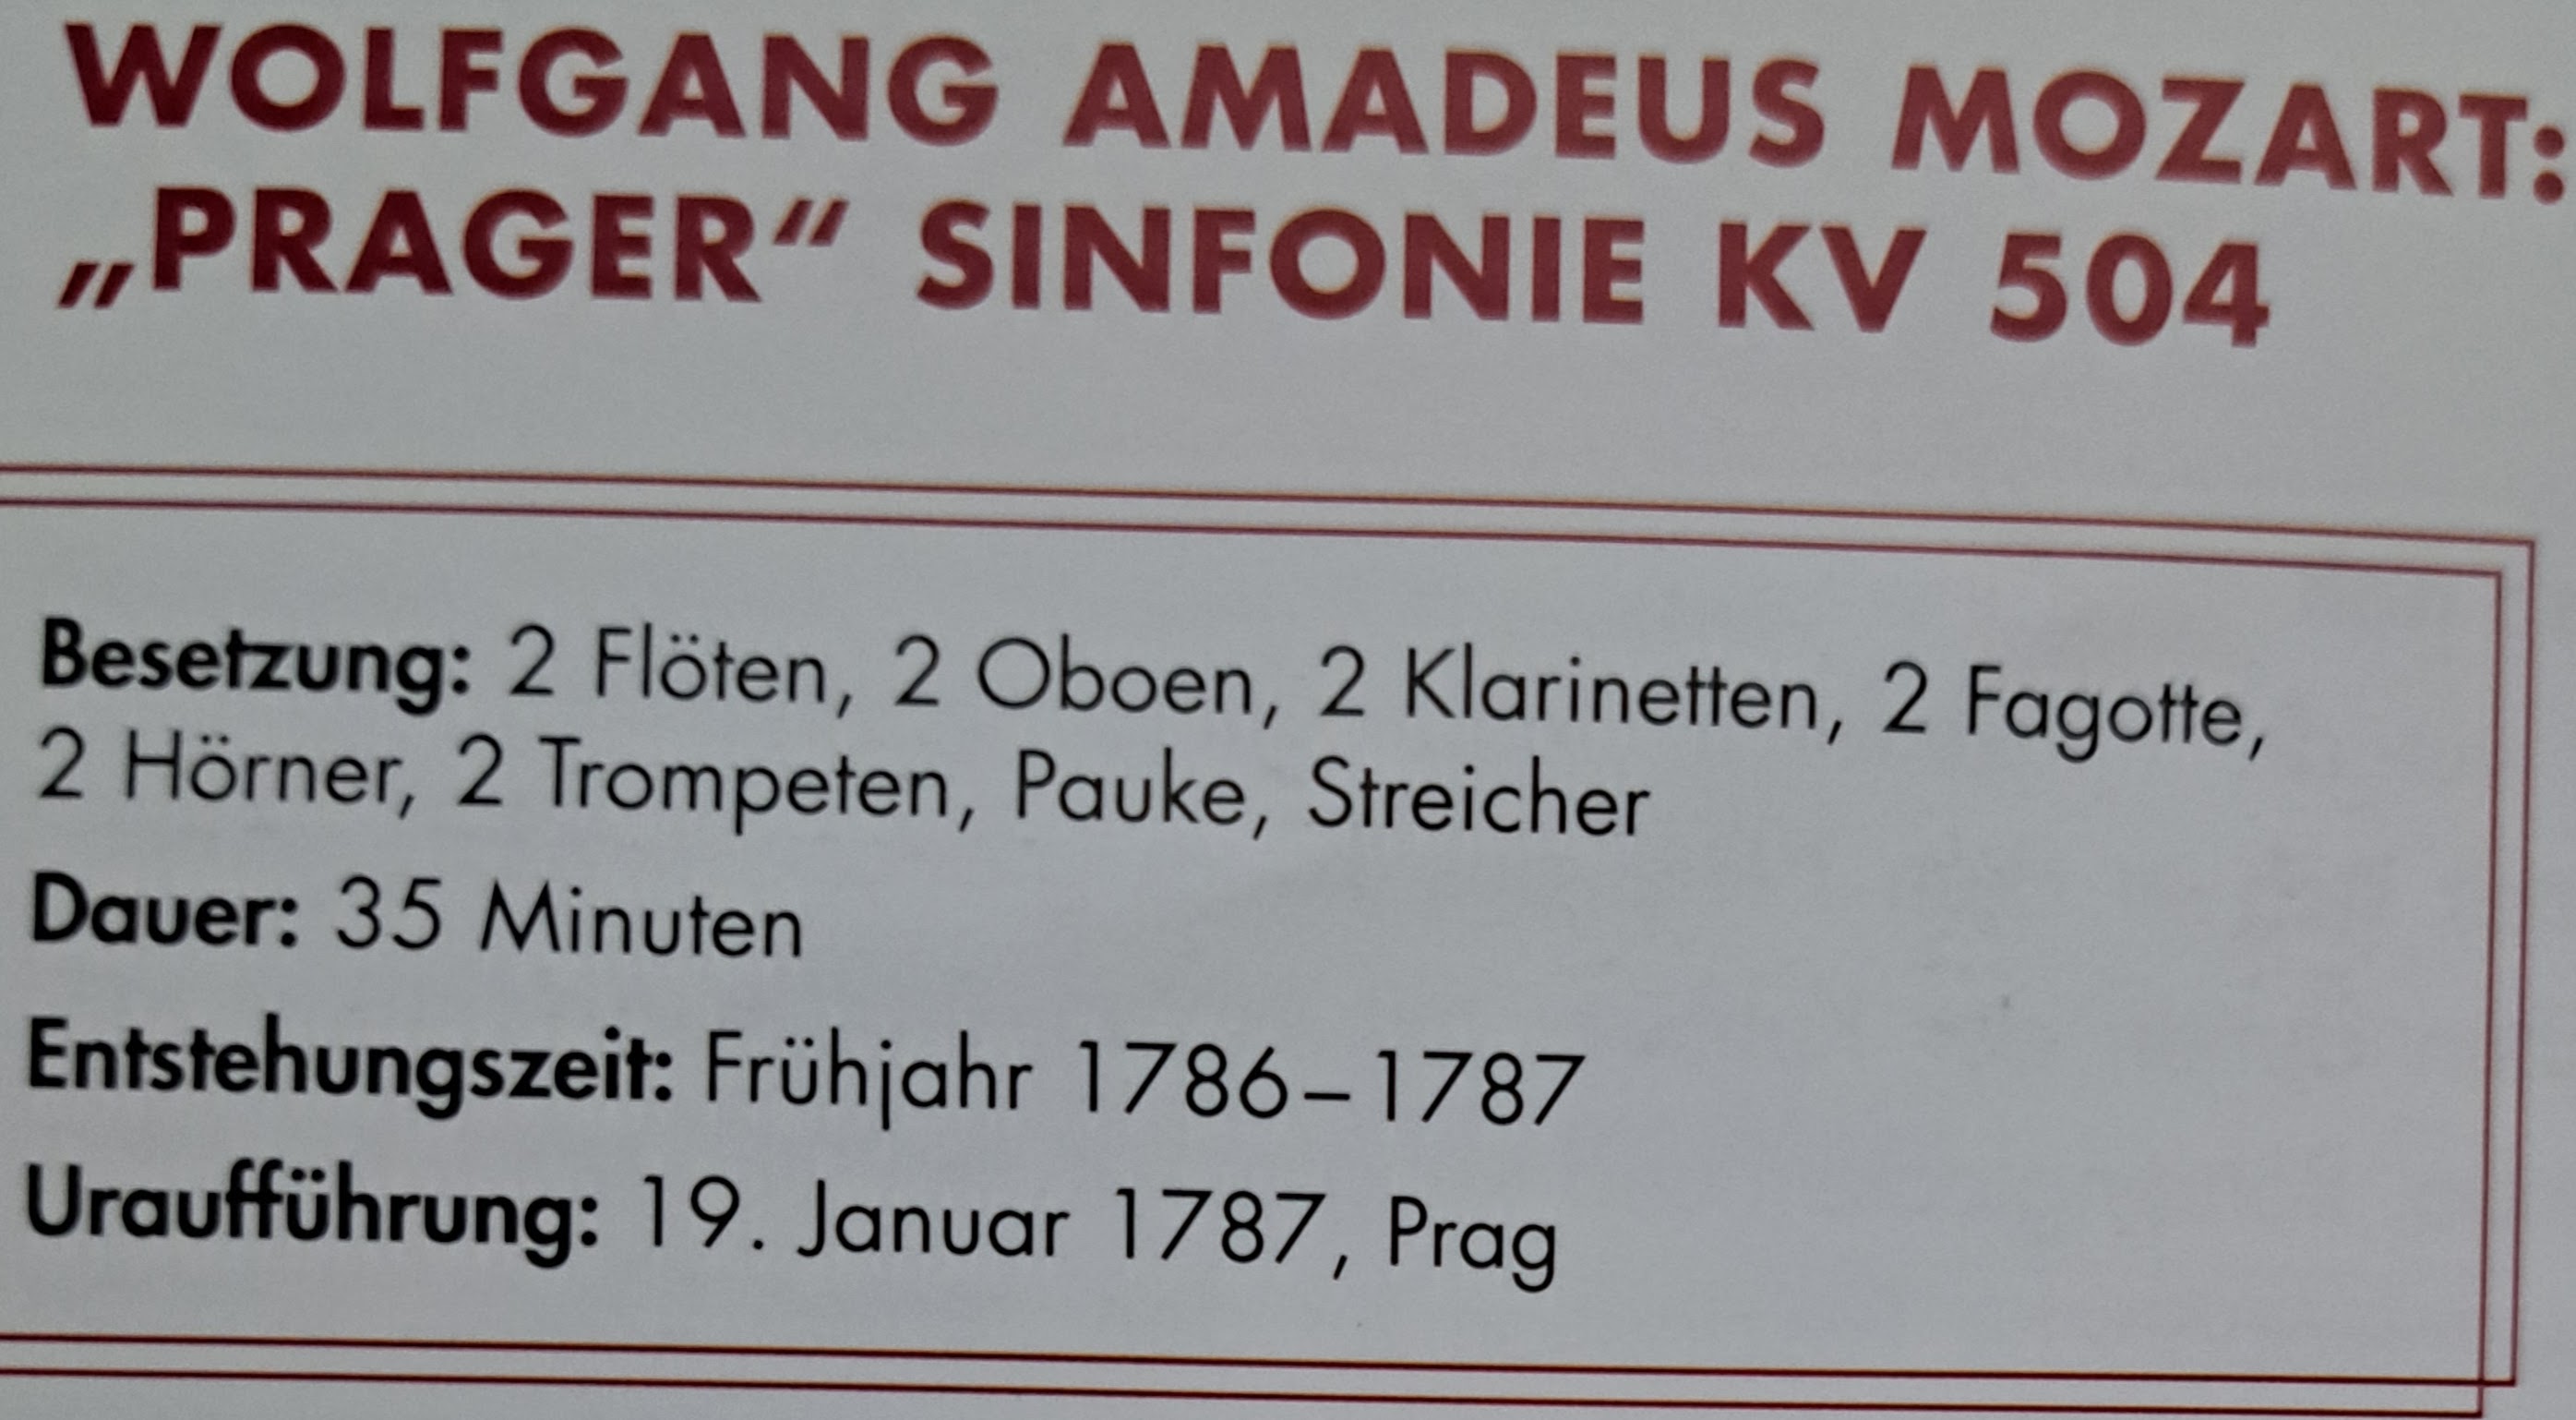 WOLFGANG AMADEUS MOZART:
„PRAGER“ SINFONIE KV 504
Besetzung: 2 Flöten, 2 Oboen, 2 Klarinetten, 2 Fagotte,
2 Hörner, 2 Trompeten, Pauke, Streicher
Dauer: 35 Minuten
Entstehungszeit: Frühjahr 1786–1787
Uraufführung: 19. Januar 1787, Prag